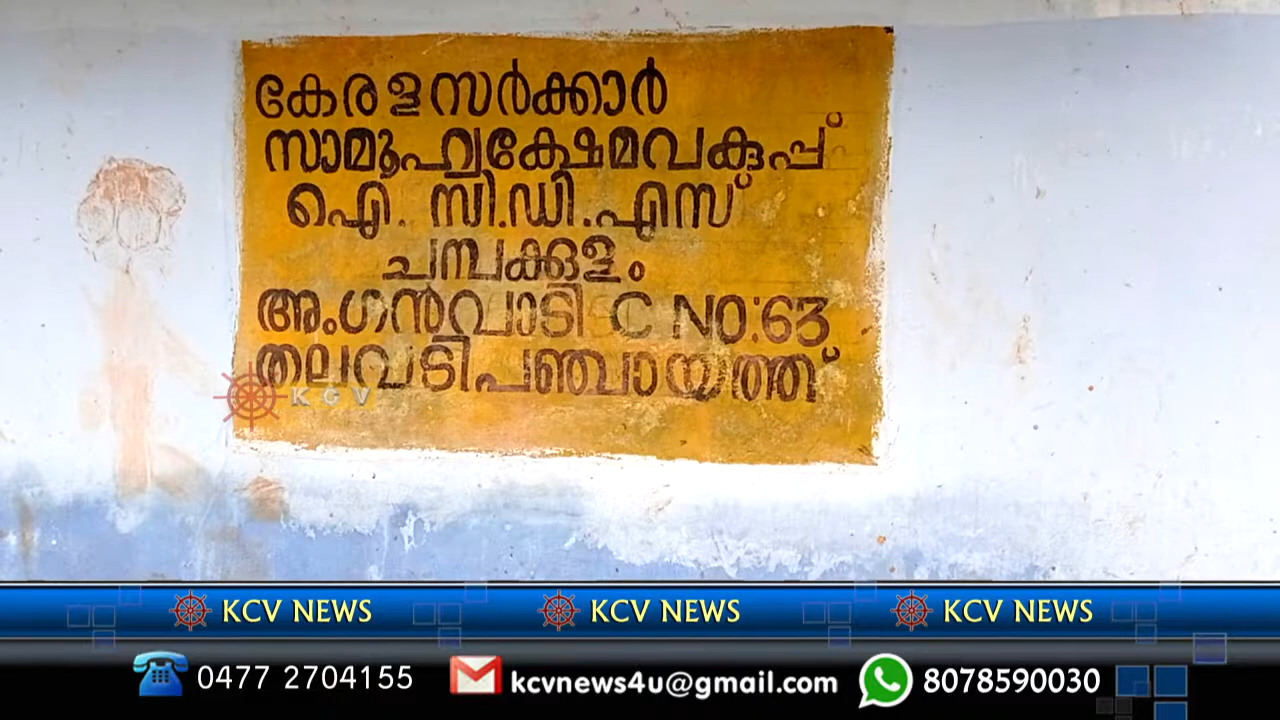 കേരളസർക്കാർ
സാമൂഹ്യക്ഷേമവകുപ്പ്
ഐ. സി.ഡി.എസ്
ചമ്പക്കുളം
അംഗൻവാടി C NO:63
തലവടിപഞ്ചായത്ത്
KCV
KCV NEWS KCV NEWS KCV NEWS
0477 2704155 kcvnews4u@gmail.com 8078590030